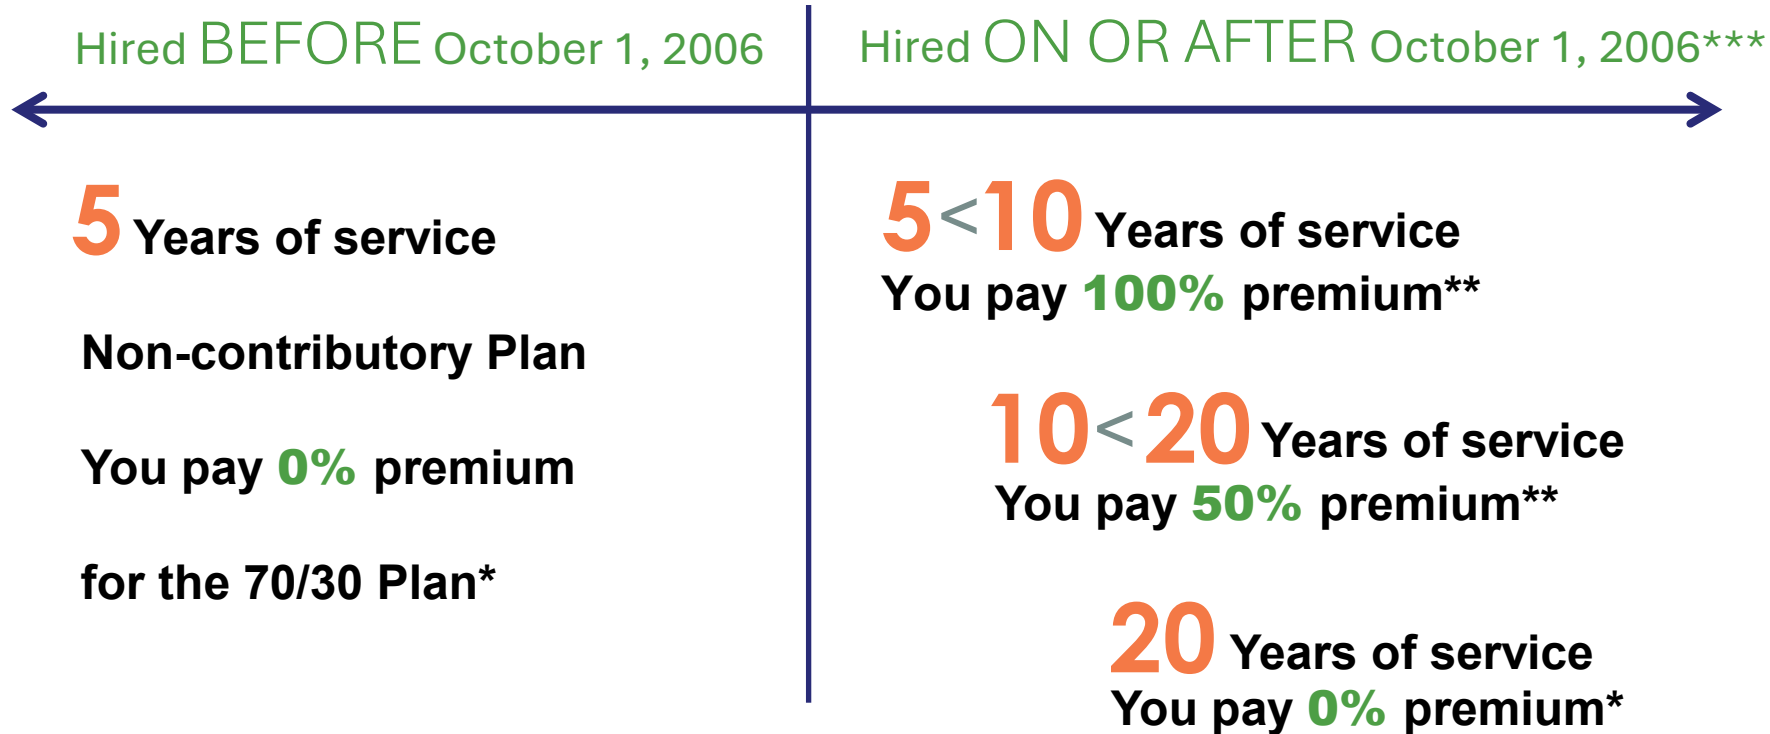 Hired BEFORE October 1, 2006
5 Years of service
Non-contributory Plan
You pay 0% premium
for the 70/30 Plan*
Hired ON OR AFTER October 1, 2006***
5<10 Years of service
You pay 100% premium**
10<20 Years of service
You pay 50% premium**
20 Years of service
You pay 0% premium*